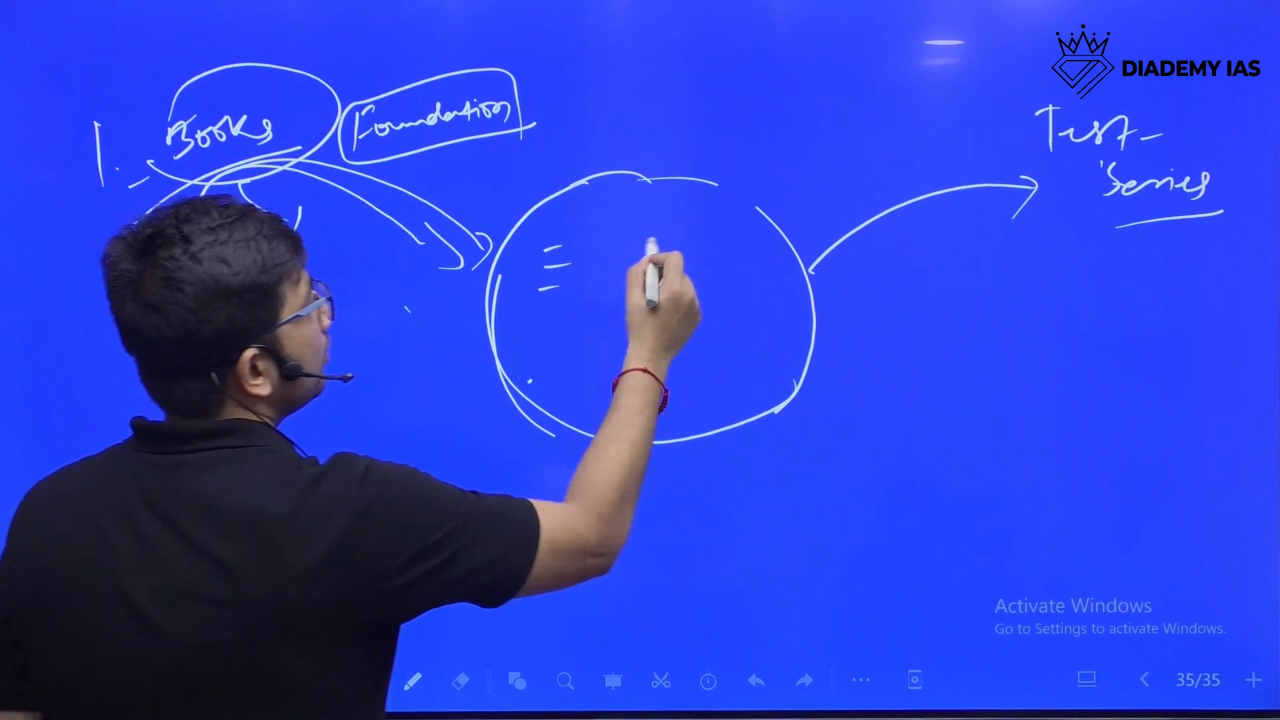 DIADEMY IAS
1. Books
Foundation
Test-
Series
Activate Windows
Go to Settings to activate Windows.
35/35